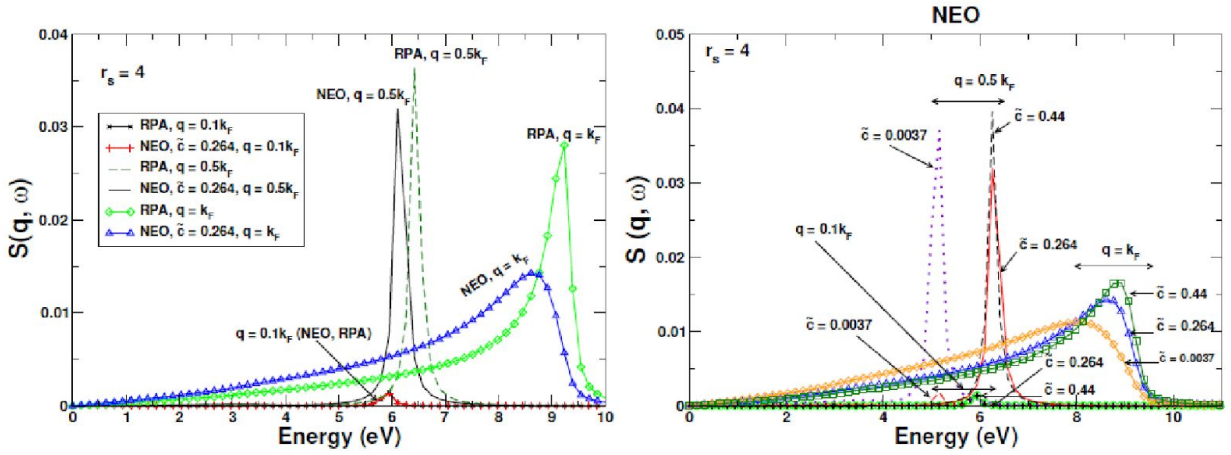 0.04
r_s = 4
RPA, q = 0.5k_F
NEO, q = 0.5k_F
RPA, q = k_F
RPA, q = 0.1k_F
NEO, c̃ = 0.264, q = 0.1k_F
RPA, q = 0.5k_F
NEO, c̃ = 0.264, q = 0.5k_F
RPA, q = k_F
NEO, c̃ = 0.264, q = k_F
NEO, q = k_F
q = 0.1k_F (NEO, RPA)
S(q, ω)
0.03
0.02
0.01
0
0 1 2 3 4 5 6 7 8 9 10
Energy (eV)
NEO
0.05
r_s = 4
q = 0.5 k_F
c̃ = 0.44
c̃ = 0.0037
0.04
0.03
S (q, ω)
q = 0.1k_F
c̃ = 0.264
q = k_F
0.02
c̃ = 0.44
c̃ = 0.0037
c̃ = 0.264
0.01
c̃ = 0.0037
c̃ = 0.264
c̃ = 0.44
0
0 2 4 6 8 10
Energy (eV)